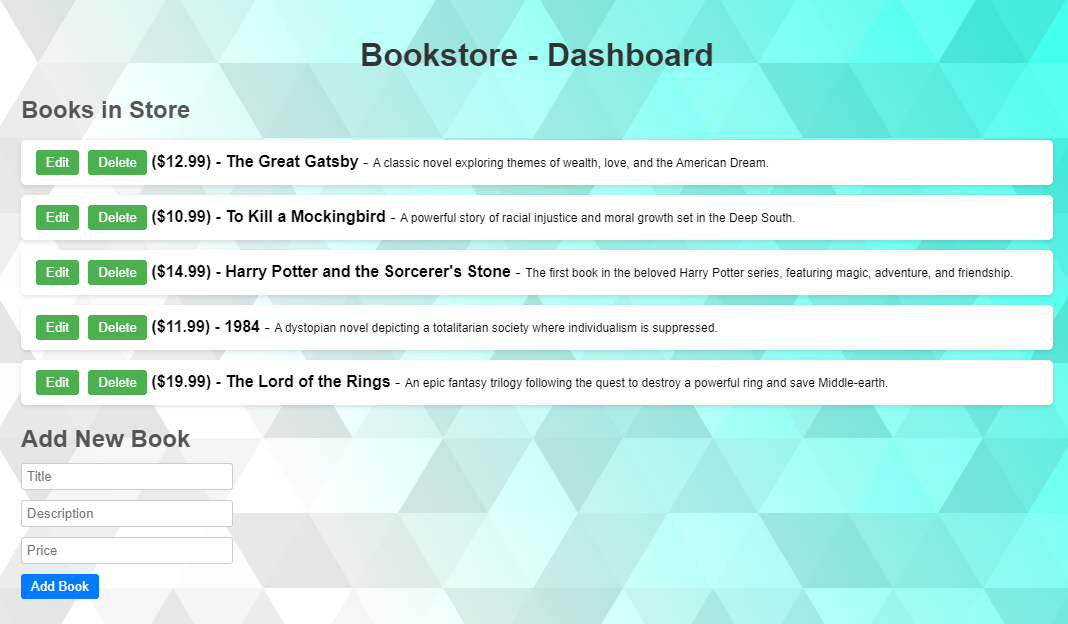 Bookstore - Dashboard
Books in Store
Edit Delete ($12.99) - The Great Gatsby - A classic novel exploring themes of wealth, love, and the American Dream.
Edit Delete ($10.99) - To Kill a Mockingbird - A powerful story of racial injustice and moral growth set in the Deep South.
Edit Delete ($14.99) - Harry Potter and the Sorcerer's Stone - The first book in the beloved Harry Potter series, featuring magic, adventure, and friendship.
Edit Delete ($11.99) - 1984 - A dystopian novel depicting a totalitarian society where individualism is suppressed.
Edit Delete ($19.99) - The Lord of the Rings - An epic fantasy trilogy following the quest to destroy a powerful ring and save Middle-earth.
Add New Book
Title
Description
Price
Add Book